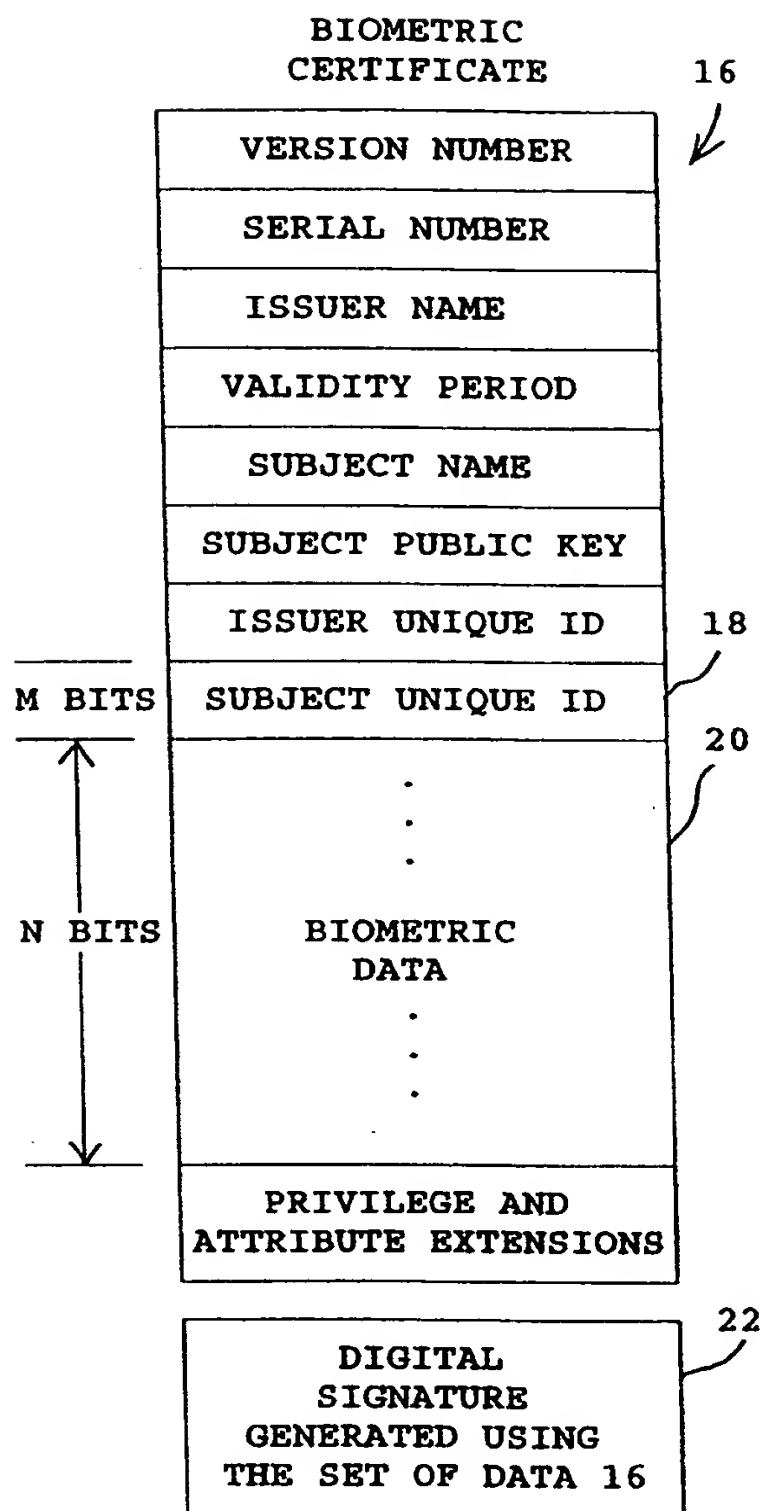 BIOMETRIC
CERTIFICATE
16
VERSION NUMBER
SERIAL NUMBER
ISSUER NAME
VALIDITY PERIOD
SUBJECT NAME
SUBJECT PUBLIC KEY
ISSUER UNIQUE ID
18
M BITS
SUBJECT UNIQUE ID
20
N BITS
BIOMETRIC
DATA
PRIVILEGE AND
ATTRIBUTE EXTENSIONS
22
DIGITAL
SIGNATURE
GENERATED USING
THE SET OF DATA 16